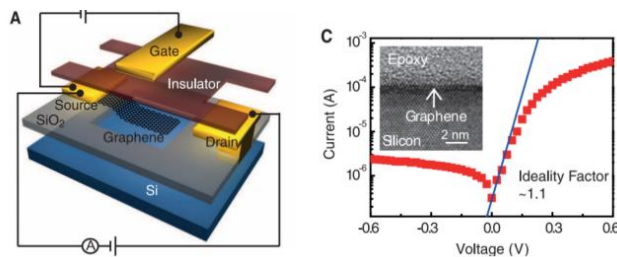 A
Gate
Insulator
Source
SiO2
Graphene
Drain
Si
A
C
Current (A)
10-3
10-4
10-5
10-6
Epoxy
Graphene
Silicon
2 nm
Ideality Factor
~1.1
-0.6
-0.3
0.0
0.3
0.6
Voltage (V)